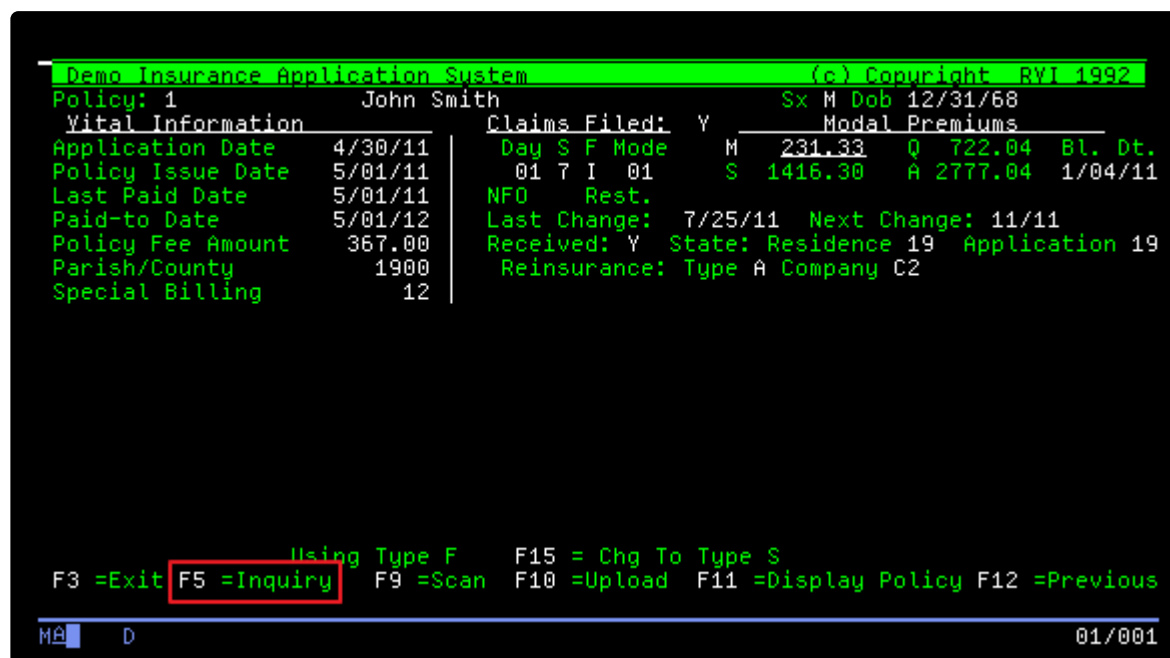 Demo Insurance Application System (c) Copyright RVI 1992
Policy: 1 John Smith Sx M Dob 12/31/68
Vital Information Claims Filed: Y Modal Premiums
Application Date 4/30/11 Day S F Mode M 231.33 Q 722.04 Bl. Dt.
Policy Issue Date 5/01/11 01 7 I 01 S 1416.30 A 2777.04 1/04/11
Last Paid Date 5/01/11 NFO Rest.
Paid-to Date 5/01/12 Last Change: 7/25/11 Next Change: 11/11
Policy Fee Amount 367.00 Received: Y State: Residence 19 Application 19
Parish/County 1900 Reinsurance: Type A Company C2
Special Billing 12
Using Type F F15 = Chg To Type S
F3 =Exit F5 =Inquiry F9 =Scan F10 =Upload F11 =Display Policy F12 =Previous
MA D 01/001